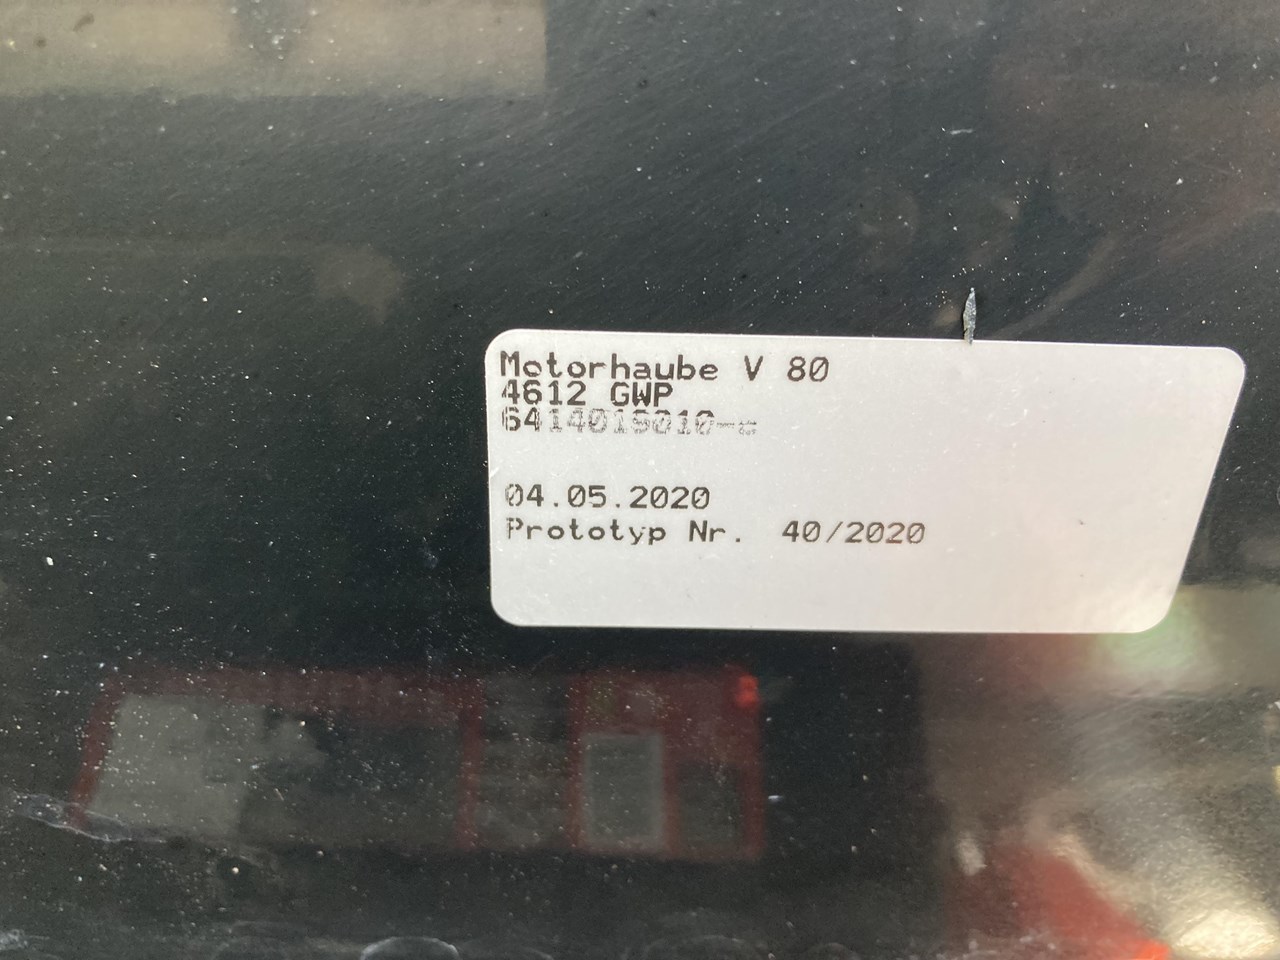 Motorhaube V 80
4612 GWP
04.05.2020
Prototyp Nr. 40/2020